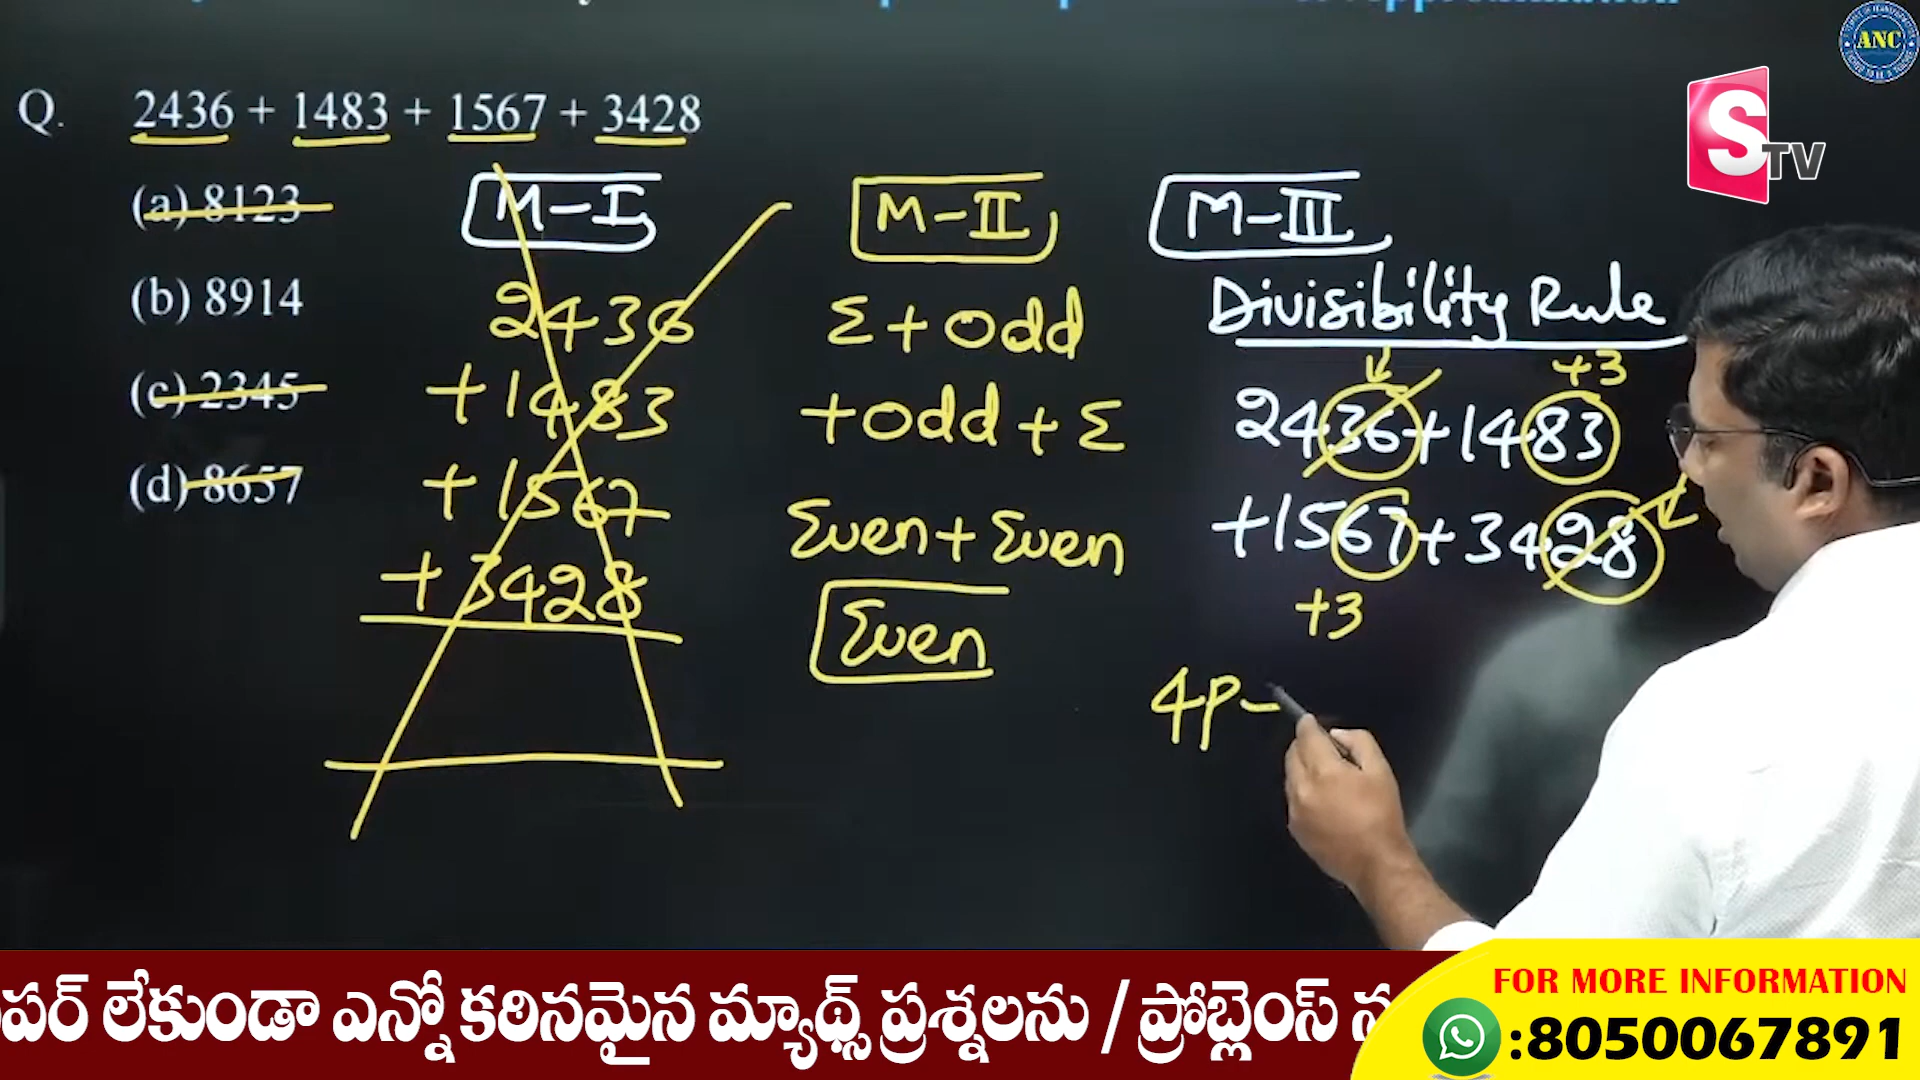 ANC
STV
Q. 2436 + 1483 + 1567 + 3428
(a) 8123
(b) 8914
(c) 2345
(d) 8657
M-I
2436
+1483
+1567
+3428
M-II
Σ+odd
+odd+Σ
Even+Even
Even
M-III
Divisibility Rule
+3
2436+1483
+1567+3428
+3
4P-
లేకుండా ఎన్నో కఠినమైన మ్యాథ్స్ ప్రశ్నలను / ప్రోబ్లెంస్
FOR MORE INFORMATION
:8050067891